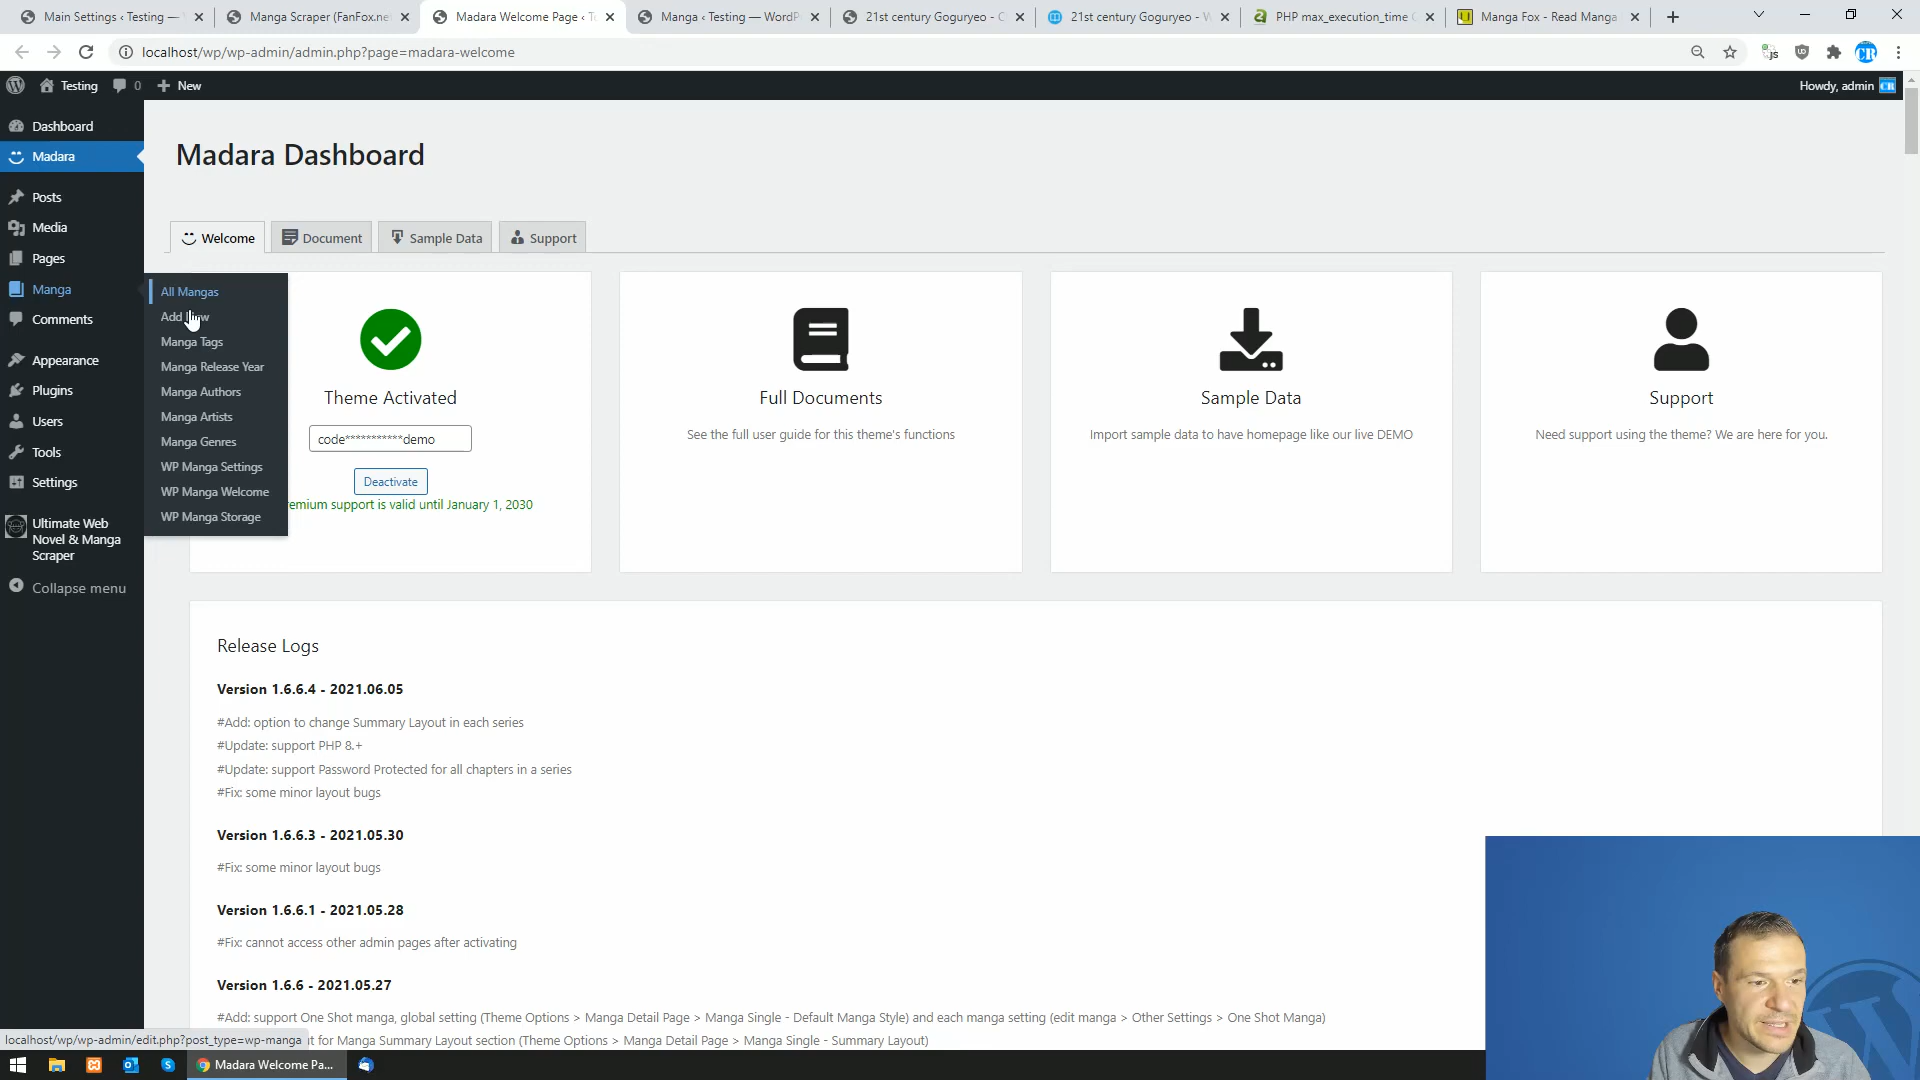 Main Settings ‹ Testing —
Manga Scraper (FanFox.ne
Madara Welcome Page ‹ T
Manga ‹ Testing — WordP
21st century Goguryeo - C
21st century Goguryeo - W
PHP max_execution_time
Manga Fox - Read Manga
localhost/wp/wp-admin/admin.php?page=madara-welcome
Testing
0
New
Howdy, admin
Dashboard
Madara
Posts
Media
Pages
Manga
Comments
Appearance
Plugins
Users
Tools
Settings
Ultimate Web
Novel & Manga
Scraper
Collapse menu
All Mangas
Add
Manga Tags
Manga Release Year
Manga Authors
Manga Artists
Manga Genres
WP Manga Settings
WP Manga Welcome
WP Manga Storage
Madara Dashboard
Welcome
Document
Sample Data
Support
Theme Activated
code***********demo
Deactivate
emium support is valid until January 1, 2030
Full Documents
See the full user guide for this theme's functions
Sample Data
Import sample data to have homepage like our live DEMO
Support
Need support using the theme? We are here for you.
Release Logs
Version 1.6.6.4 - 2021.06.05
#Add: option to change Summary Layout in each series
#Update: support PHP 8.+
#Update: support Password Protected for all chapters in a series
#Fix: some minor layout bugs
Version 1.6.6.3 - 2021.05.30
#Fix: some minor layout bugs
Version 1.6.6.1 - 2021.05.28
#Fix: cannot access other admin pages after activating
Version 1.6.6 - 2021.05.27
#Add: support One Shot manga, global setting (Theme Options > Manga Detail Page > Manga Single - Default Manga Style) and each manga setting (edit manga > Other Settings > One Shot Manga)
ut for Manga Summary Layout section (Theme Options > Manga Detail Page > Manga Single - Summary Layout)
localhost/wp/wp-admin/edit.php?post_type=wp-manga
Madara Welcome Pa...